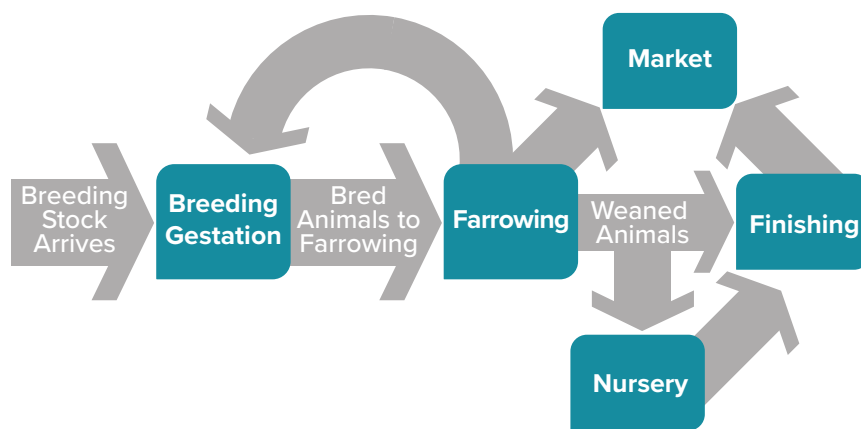 Market
Breeding
Stock
Arrives
Breeding
Gestation
Bred
Animals to
Farrowing
Farrowing
Weaned
Animals
Finishing
Nursery